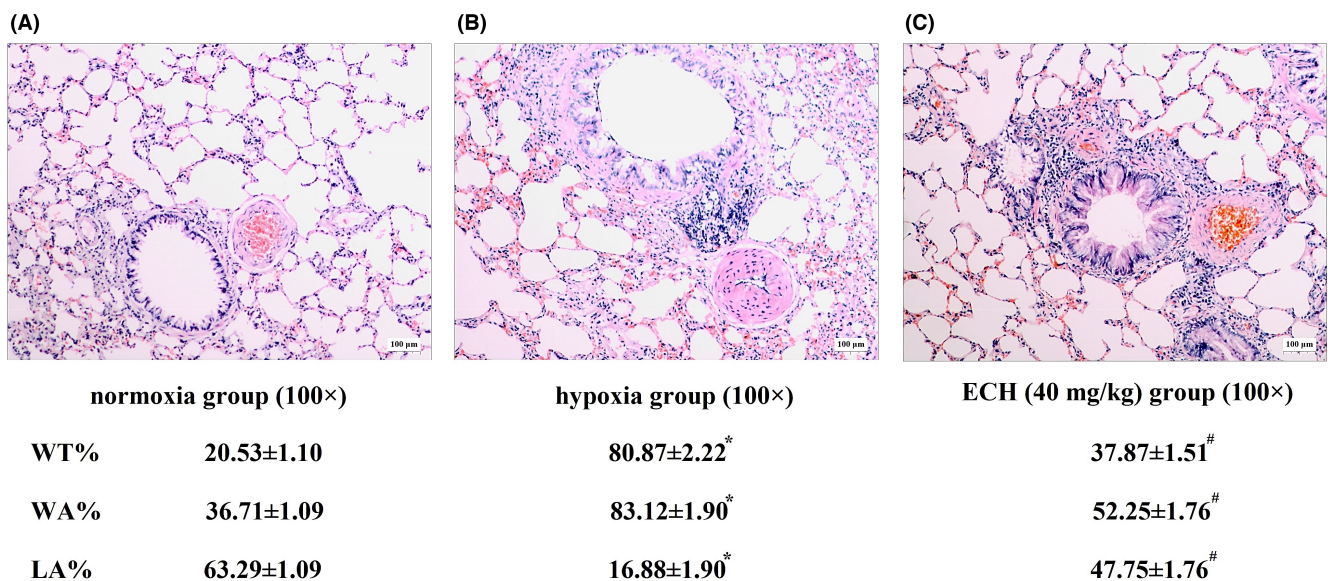 (A) (B) (C)
100 μm 100 μm 100 μm
normoxia group (100×) hypoxia group (100×) ECH (40 mg/kg) group (100×)
WT% 20.53±1.10 80.87±2.22* 37.87±1.51#
WA% 36.71±1.09 83.12±1.90* 52.25±1.76#
LA% 63.29±1.09 16.88±1.90* 47.75±1.76#